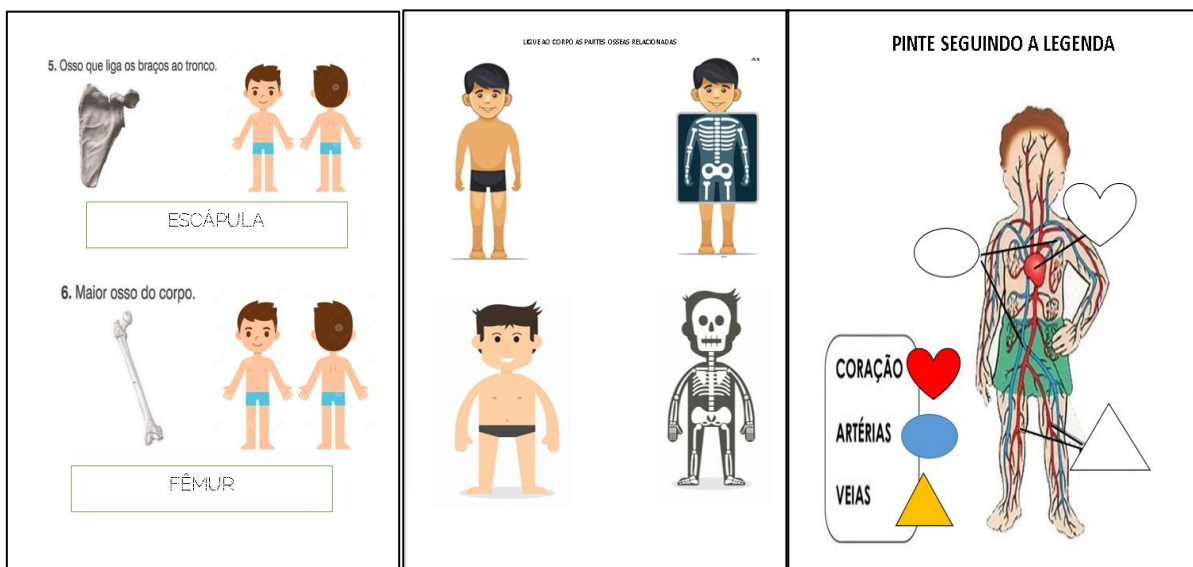 5. Osso que liga os braços ao tronco.
ESCÁPULA
6. Maior osso do corpo.
FÊMUR
LIGUE AO CORPO AS PARTES OSSEAS RELACIONADAS
PINTE SEGUINDO A LEGENDA
CORAÇÃO
ARTÉRIAS
VEIAS